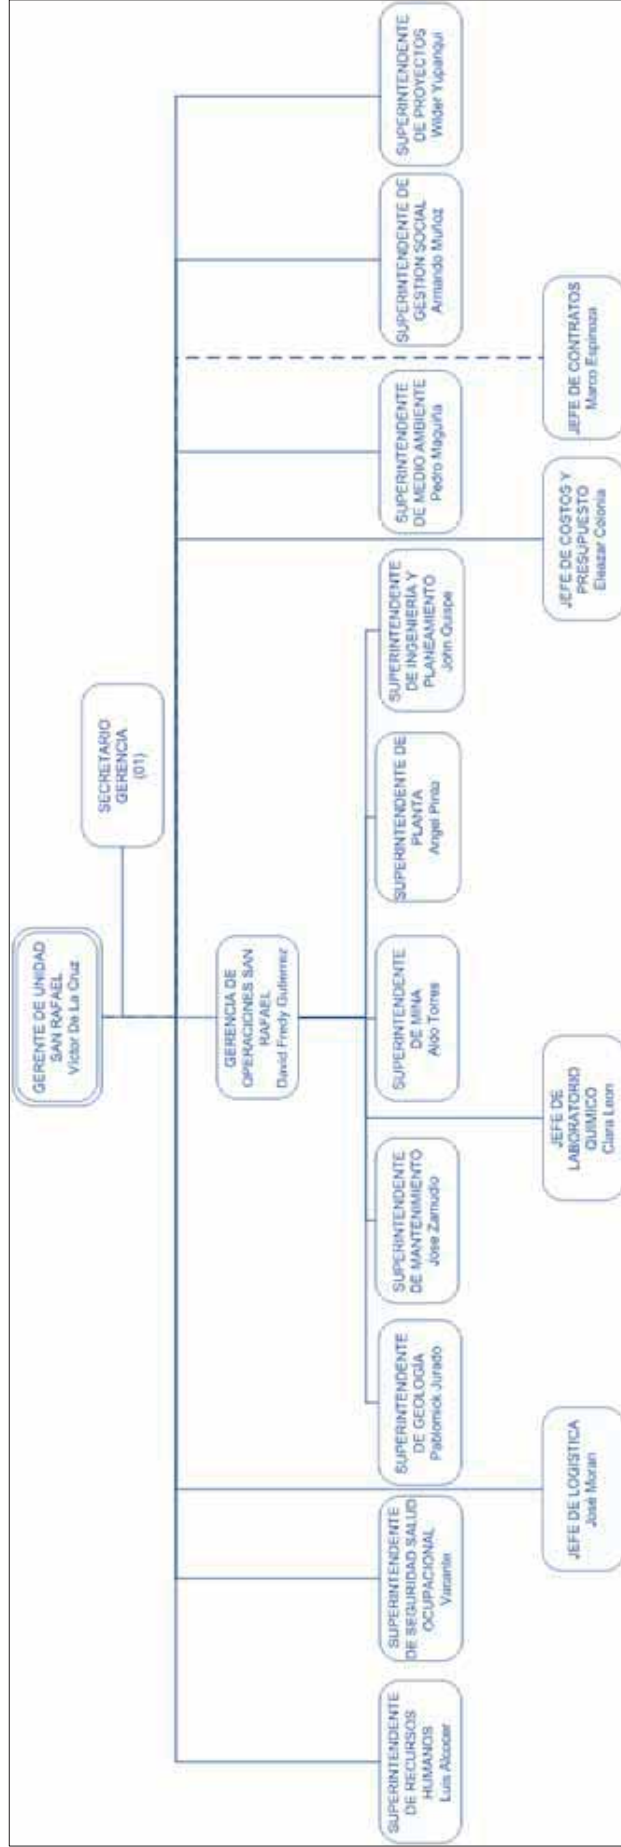 GERENTE DE UNIDAD
SAN RAFAEL
Víctor De La Cruz
SECRETARIO
GERENCIA
(01)
GERENCIA DE
OPERACIONES SAN
RAFAEL
David Fredy Gutierrez
SUPERINTENDENTE
DE RECURSOS
HUMANOS
Luis Alcocer
SUPERINTENDENTE
DE SEGURIDAD SALUD
OCUPACIONAL
Vacante
SUPERINTENDENTE
DE GEOLOGÍA
Pablomick Jurado
SUPERINTENDENTE
DE MANTENIMIENTO
Jose Zamudio
SUPERINTENDENTE
DE MINA
Aldo Torres
SUPERINTENDENTE DE
PLANTA
Angel
SUPERINTENDENTE
DE INGENIERÍA Y
PLANEAMIENTO
John Quispe
SUPERINTENDENTE
DE MEDIO AMBIENTE
Pedro Maguiña
SUPERINTENDENTE DE
GESTION SOCIAL
Armando Muñoz
SUPERINTENDENTE
DE PROYECTOS
Wilder Yupanqui
JEFE DE LOGISTICA
José Moran
JEFE DE
LABORATORIO
QUIMICO
Clara Leon
JEFE DE COSTOS Y
PRESUPUESTO
Eleazar Colonia
JEFE DE CONTRATOS
Marco Espinoza